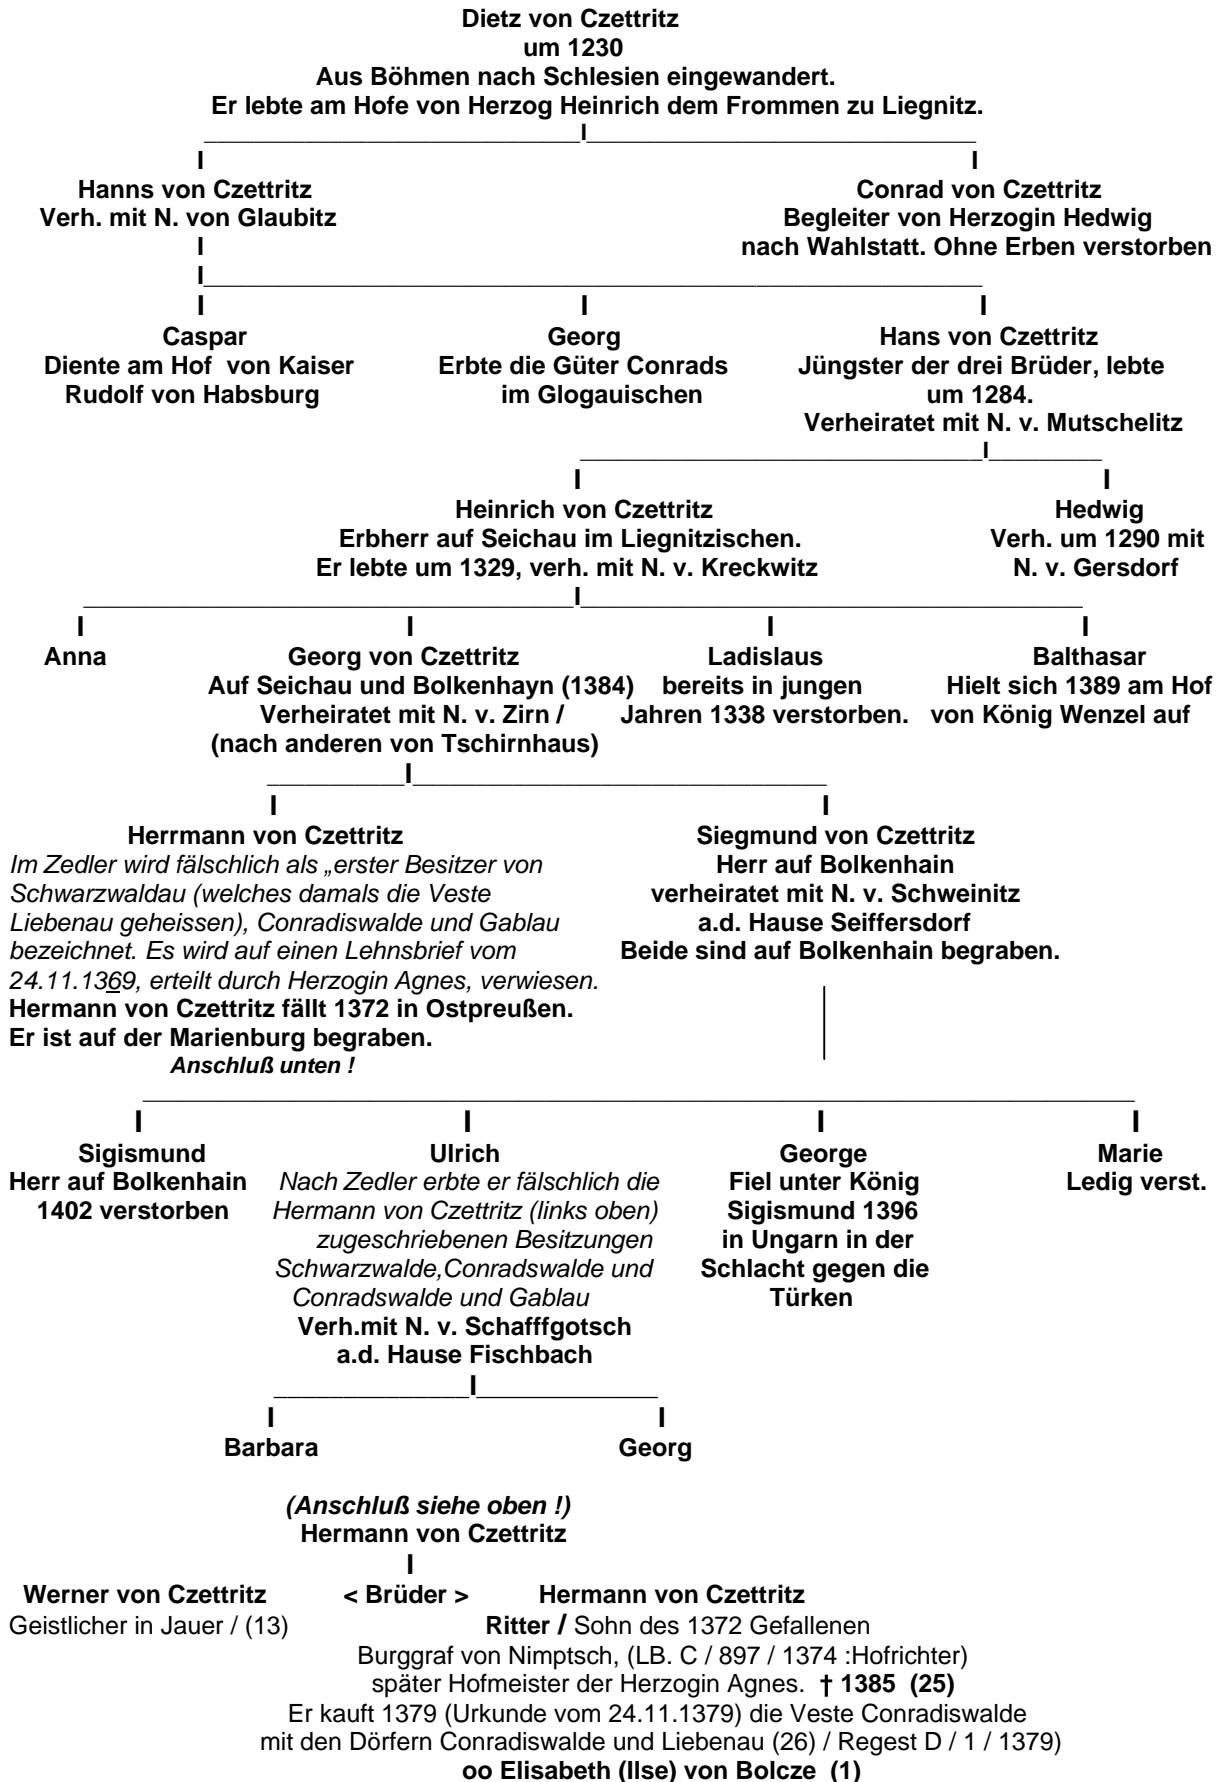 Dietz von Czettritz
um 1230
Aus Böhmen nach Schlesien eingewandert.
Er lebte am Hofe von Herzog Heinrich dem Frommen zu Liegnitz.
Hanns von Czettritz
Verh. mit N. von Glaubitz
Conrad von Czettritz
Begleiter von Herzogin Hedwig
nach Wahlstatt. Ohne Erben verstorben
Caspar
Diente am Hof von Kaiser
Rudolf von Habsburg
Georg
Erbte die Güter Conrads
im Glogauischen
Hans von Czettritz
Jüngster der drei Brüder, lebte
um 1284.
Verheiratet mit N. v. Mutschelitz
Heinrich von Czettritz
Erbherr auf Seichau im Liegnitzischen.
Er lebte um 1329, verh. mit N. v. Kreckwitz
Hedwig
Verh. um 1290 mit
N. v. Gersdorf
Anna
Georg von Czettritz
Auf Seichau und Bolkenhayn (1384)
Verheiratet mit N. v. Zirn /
(nach anderen von Tschirnhaus)
Ladislaus
bereits in jungen
Jahren 1338 verstorben.
Balthasar
Hielt sich 1389 am Hof
von König Wenzel auf
Herrmann von Czettritz
Im Zedler wird fälschlich als „erster Besitzer von
Schwarzwaldau (welches damals die Veste
Liebenau geheissen), Conradiswalde und Gablau
bezeichnet. Es wird auf einen Lehnsbrief vom
24.11.1369, erteilt durch Herzogin Agnes, verwiesen.
Hermann von Czettritz fällt 1372 in Ostpreußen.
Er ist auf der Marienburg begraben.
Anschluß unten !
Siegmund von Czettritz
Herr auf Bolkenhain
verheiratet mit N. v. Schweinitz
a.d. Hause Seiffersdorf
Beide sind auf Bolkenhain begraben.
Sigismund
Herr auf Bolkenhain
1402 verstorben
Ulrich
Nach Zedler erbte er fälschlich die
Hermann von Czettritz (links oben)
zugeschriebenen Besitzungen
Schwarzwalde,Conradswalde und
Conradswalde und Gablau
Verh.mit N. v. Schafffgotsch
a.d. Hause Fischbach
George
Fiel unter König
Sigismund 1396
in Ungarn in der
Schlacht gegen die
Türken
Marie
Ledig verst.
Barbara
Georg
(Anschluß siehe oben !)
Hermann von Czettritz
Werner von Czettritz < Brüder > Hermann von Czettritz
Geistlicher in Jauer / (13)
Ritter / Sohn des 1372 Gefallenen
Burggraf von Nimptsch, (LB. C / 897 / 1374 :Hofrichter)
später Hofmeister der Herzogin Agnes. † 1385 (25)
Er kauft 1379 (Urkunde vom 24.11.1379) die Veste Conradiswalde
mit den Dörfern Conradiswalde und Liebenau (26) / Regest D / 1 / 1379)
oo Elisabeth (Ilse) von Bolcze (1)